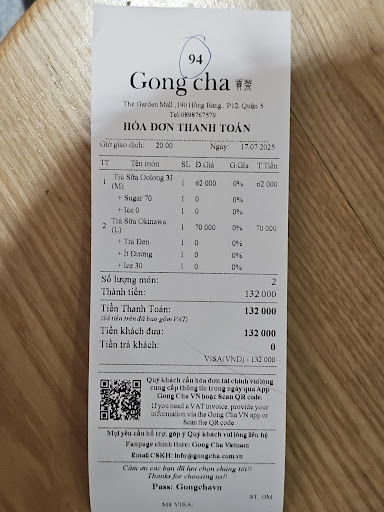 94
Gong cha 貢茶
The Garden Mall ,190 Hồng Bàng , P12, Quận 5
Tel:0898767579
HÓA ĐƠN THANH TOÁN
Giờ giao dịch: 20:00 Ngày: 17.07.2025
TT Tên món SL Đ.Giá G.Gia T Tiền
1 Trà Sữa Oolong 3J (M) 1 62 000 0% 62 000
+ Sugar 70 1 0 0%
+ Ice 0 1 0 0%
2 Trà Sữa Okinawa (L) 1 70 000 0% 70 000
+ Trà Đen 1 0 0%
+ Ít Đường 1 0 0%
+ Ice 30 1 0 0%
Số lượng món: 2
Thành tiền: 132 000
Tiền Thanh Toán: 132 000
(Số tiền trên đã bao gồm VAT)
Tiền khách đưa: 132 000
Tiền trả khách: 0
VISA(VND) - 132 000
Quý khách cần hóa đơn tài chính vui lòng
cung cấp thông tin trong ngày qua App
Gong Cha VN hoặc Scan QR code.
If you need a VAT invoice, provide your
information via the Gong Cha VN app or
Scan the QR code.
Mọi yêu cầu hỗ trợ, góp ý Quý khách vui lòng liên hệ
Fanpage chính thức: Gong Cha Vietnam
Email CSKH: info@gongcha.com.vn
Cảm ơn các bạn đã lựa chọn chúng tôi!!
Thanks for choosing us!!
Pass: Gongchavn
ST_OM
Mã VISA: